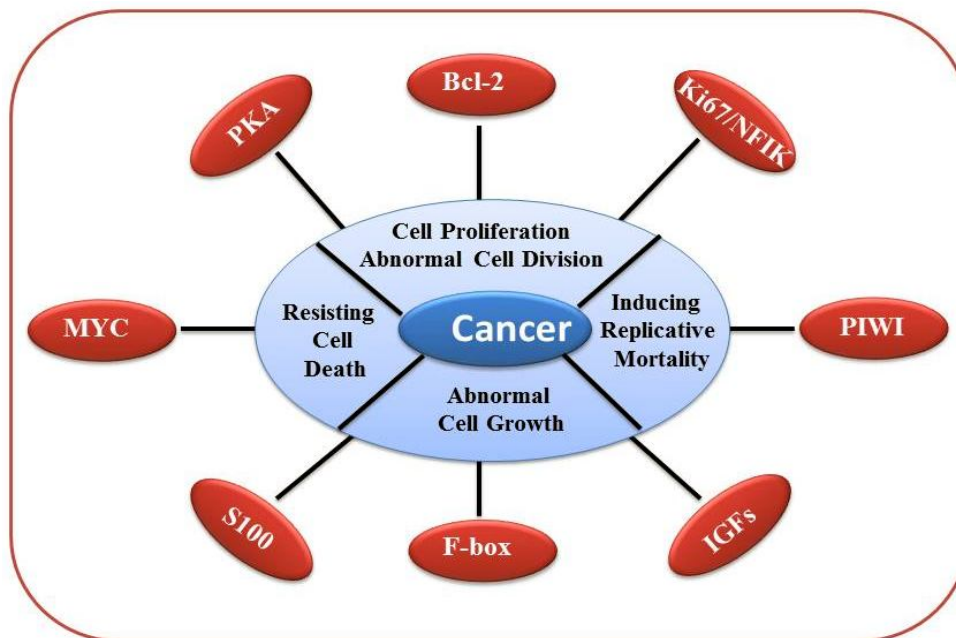 Bcl-2
PKA
Ki67/NFIK
Cell Proliferation
Abnormal Cell Division
MYC
Resisting
Cell
Death
Cancer
Inducing
Replicative
Mortality
PIWI
Abnormal
Cell Growth
S100
F-box
IGFs